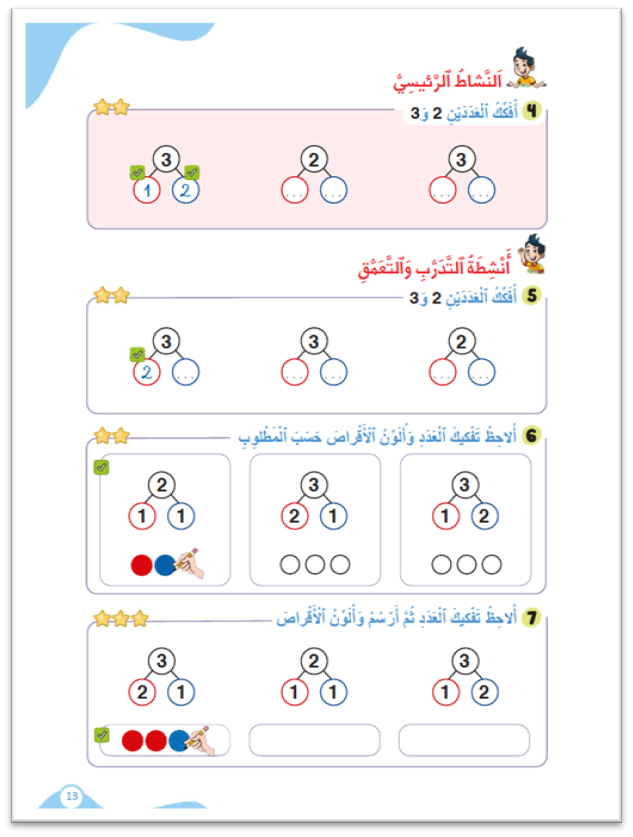 اَلنَّشاطُ ٱلرَّئيسِيُّ
4 أُفَكِّكُ ٱلْعَدَدَيْنِ 2 وَ3
3 2 3
1 2 ... ... ... ...
أَنْشِطَةُ ٱلتَّدَرُّبِ وَٱلتَّعَمُّقِ
5 أُفَكِّكُ ٱلْعَدَدَيْنِ 2 وَ3
3 3 2
2 ... ... ... ... ...
6 أُلاحِظُ تَفْكيكَ ٱلْعَدَدِ وَأُلَوِّنُ ٱلْأَقْراصَ حَسَبَ ٱلْمَطْلوبِ
2 3 3
1 1 2 1 1 2
7 أُلاحِظُ تَفْكيكَ ٱلْعَدَدِ ثُمَّ أَرْسُمُ وَأُلَوِّنُ ٱلْأَقْراصَ
3 2 3
2 1 1 1 1 2
13